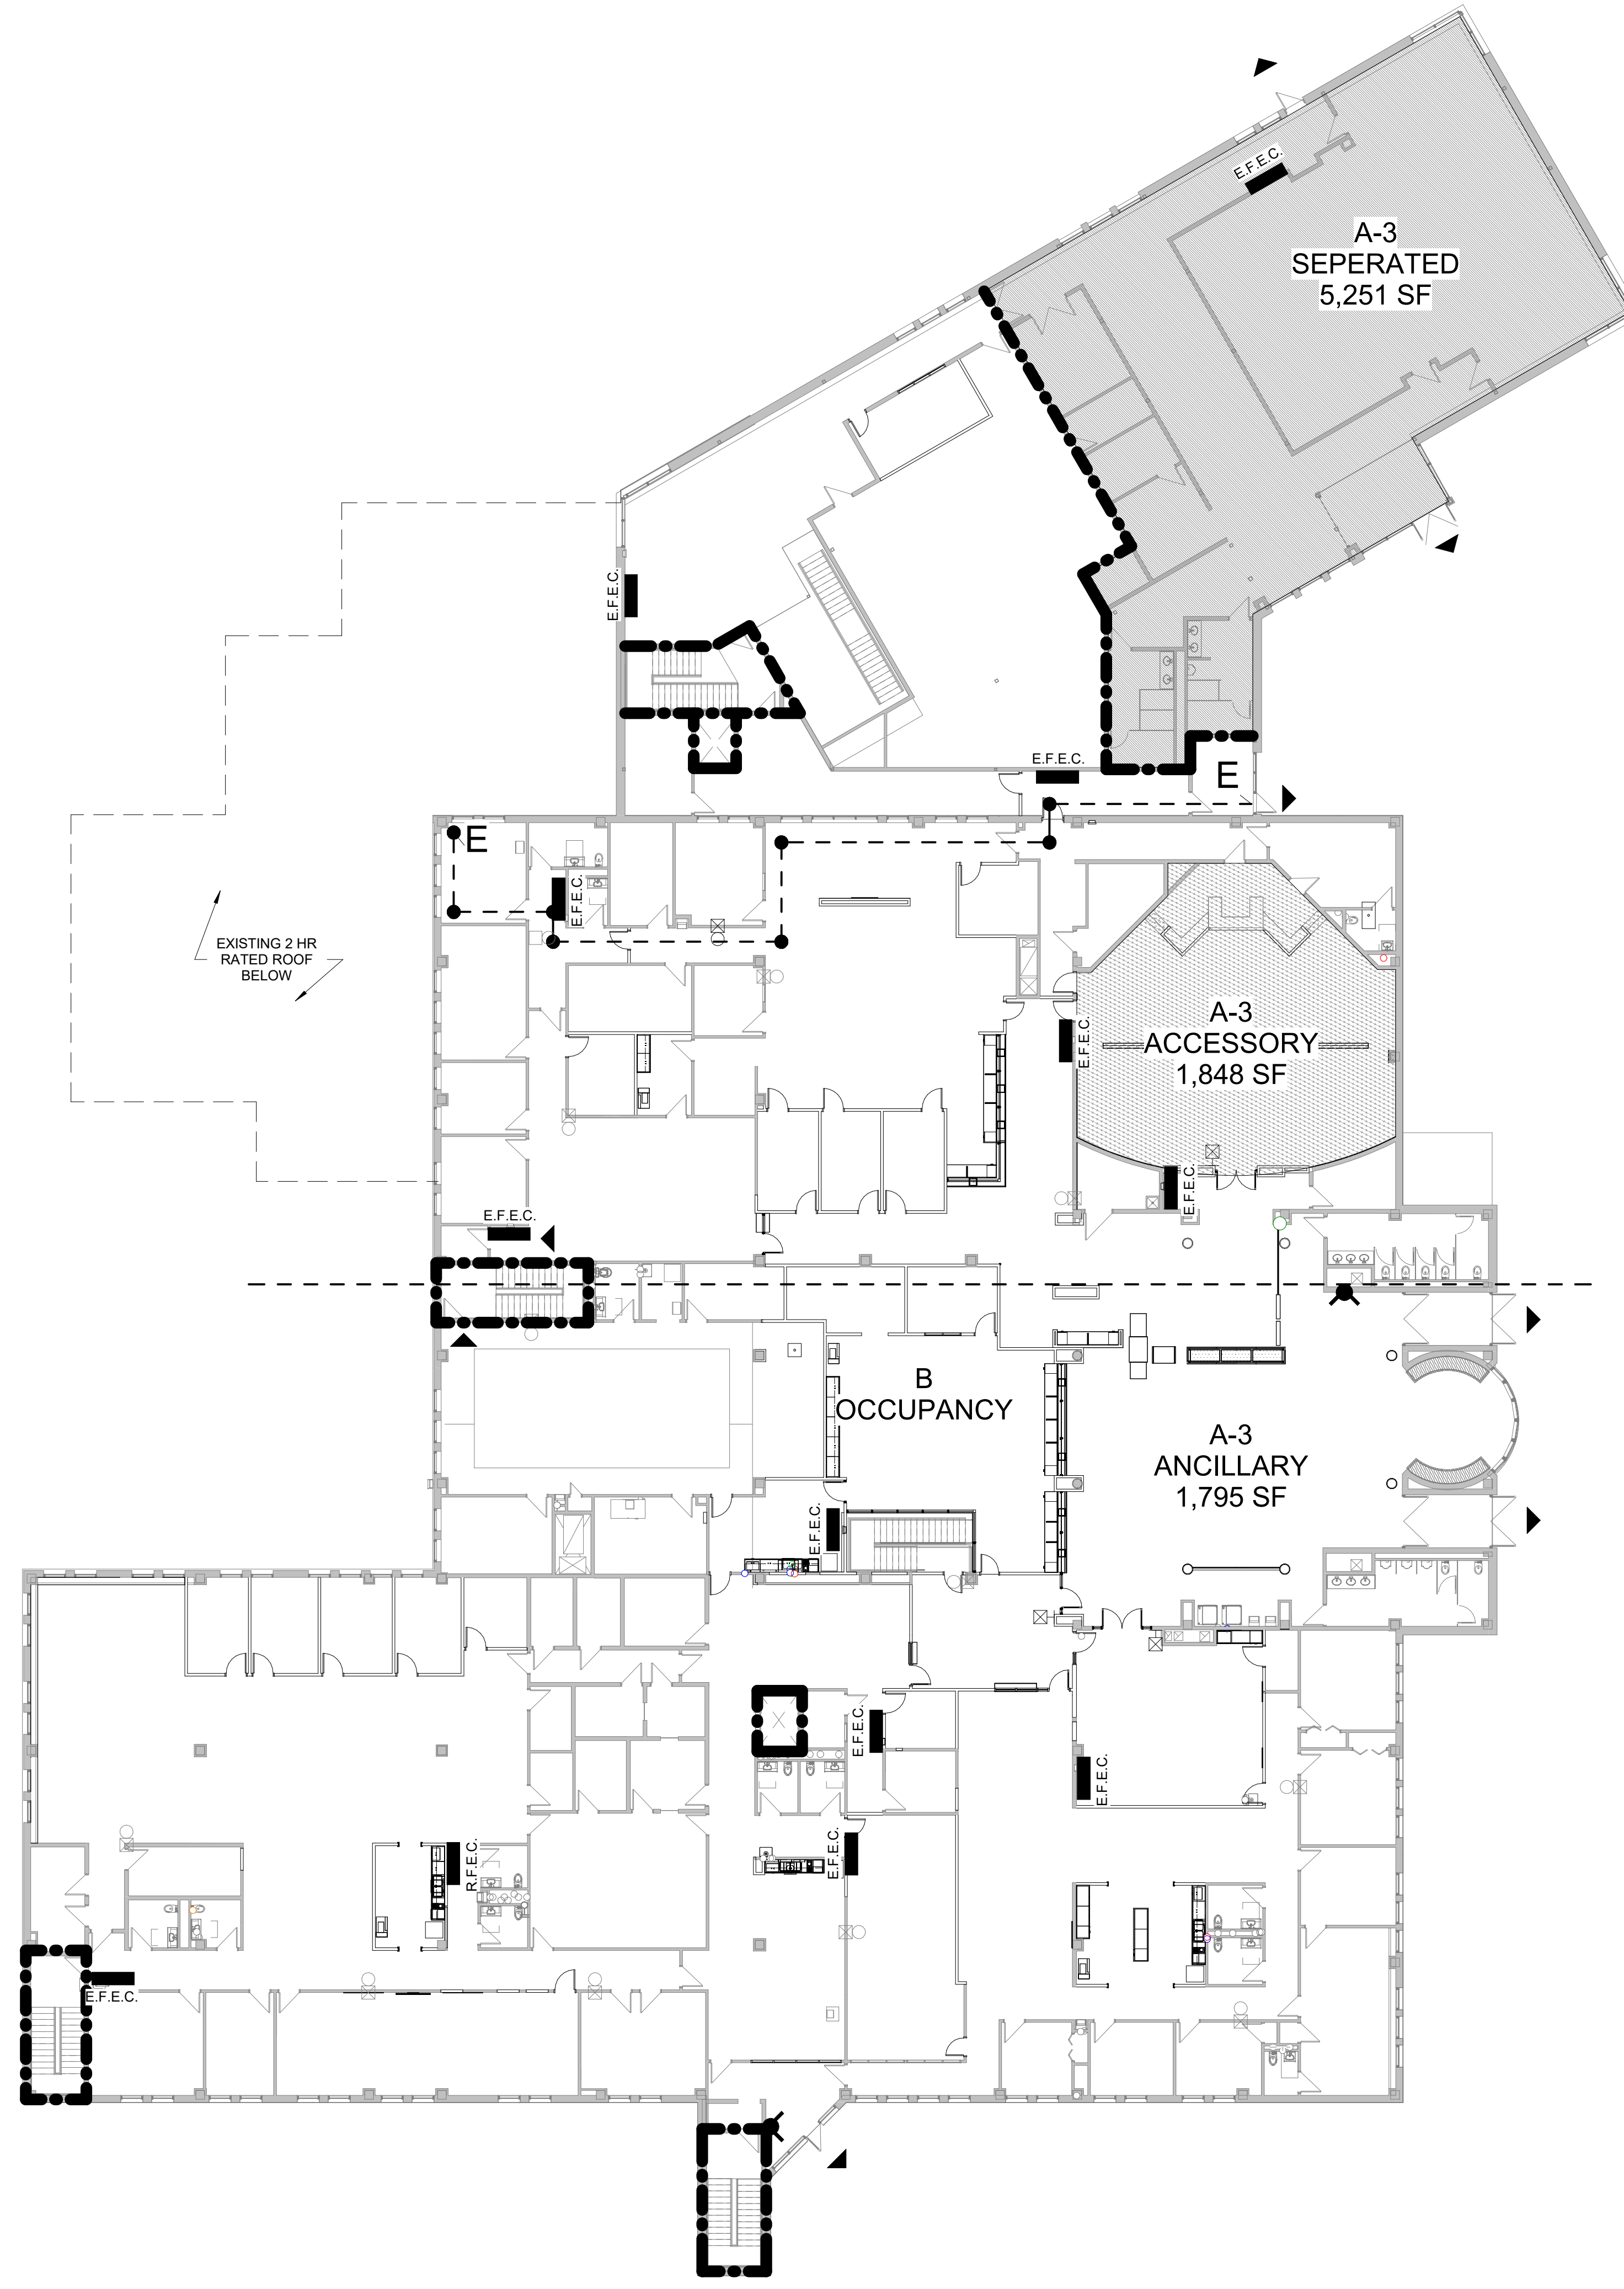 E.F.E.C.
A-3
SEPERATED
5,251 SF
E.F.E.C.
E.F.E.C.
E
E
E.F.E.C.
EXISTING 2 HR
RATED ROOF
BELOW
A-3
ACCESSORY
1,848 SF
E.F.E.C.
E.F.E.C.
E.F.E.C.
B
OCCUPANCY
A-3
ANCILLARY
1,795 SF
E.F.E.C.
E.F.E.C.
E.F.E.C.
R.F.E.C.
E.F.E.C.
E.F.E.C.